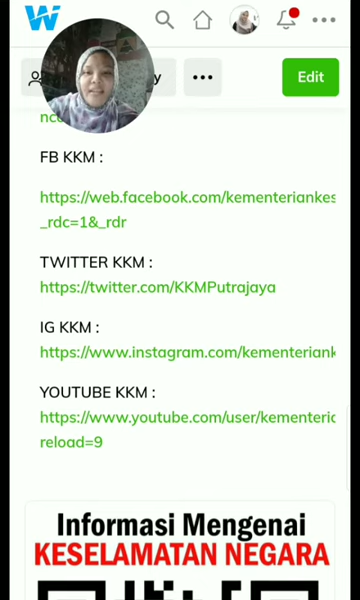 Wi
y
Edit
FB KKM :
https://web.facebook.com/kementeriankes
_rdc=1&_rdr
TWITTER KKM :
https://twitter.com/KKMPutrajaya
IG KKM :
https://www.instagram.com/kementeriank
YOUTUBE KKM :
https://www.youtube.com/user/kementeric
reload=9
Informasi Mengenai
KESELAMATAN NEGARA